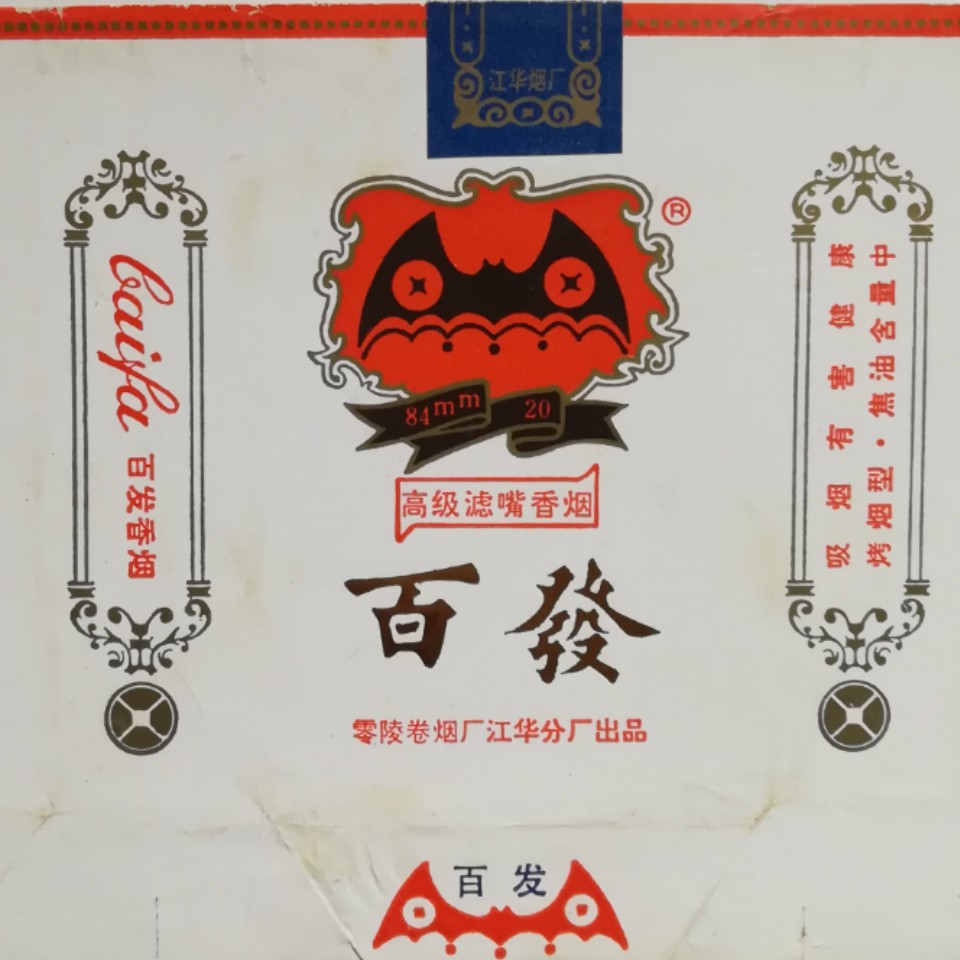 江华烟厂
®
84mm 20
高级滤嘴香烟
百發
零陵卷烟厂江华分厂出品
baifa 百发香烟
吸烟有害健康
烤烟型·焦油含量中
百发